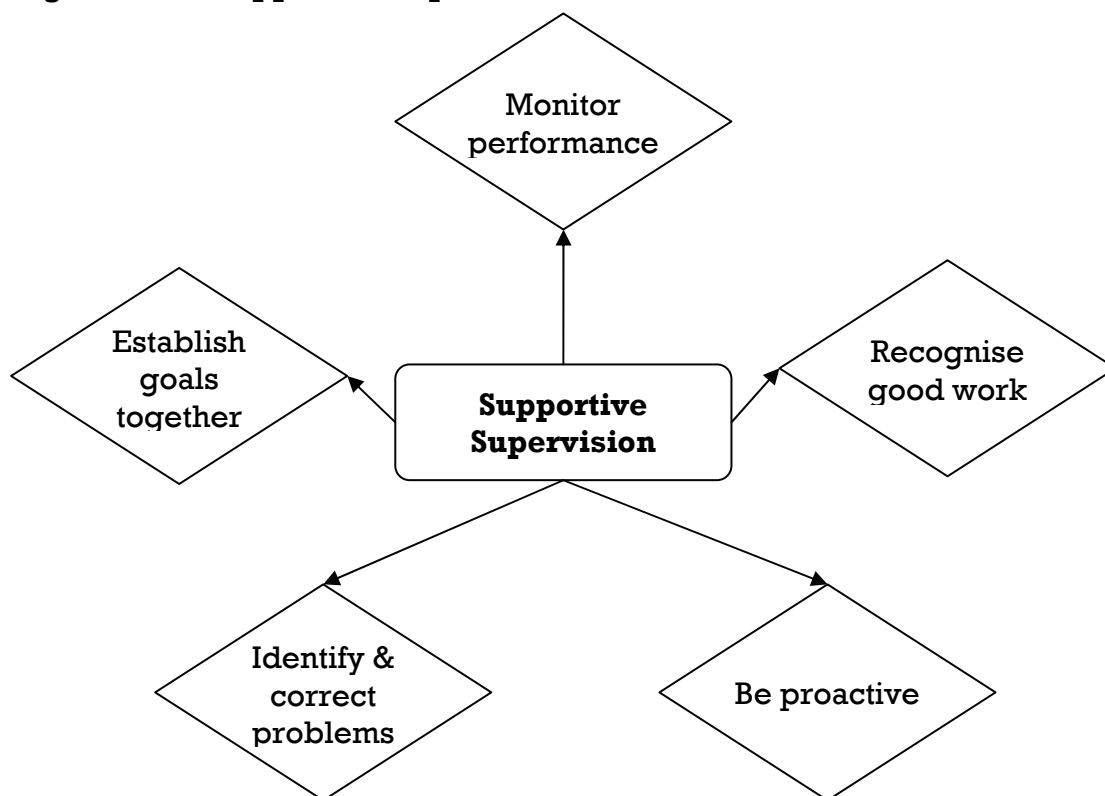 Monitor
performance
Establish
goals
together
Supportive
Supervision
Recognise
good work
Identify &
correct
problems
Be proactive